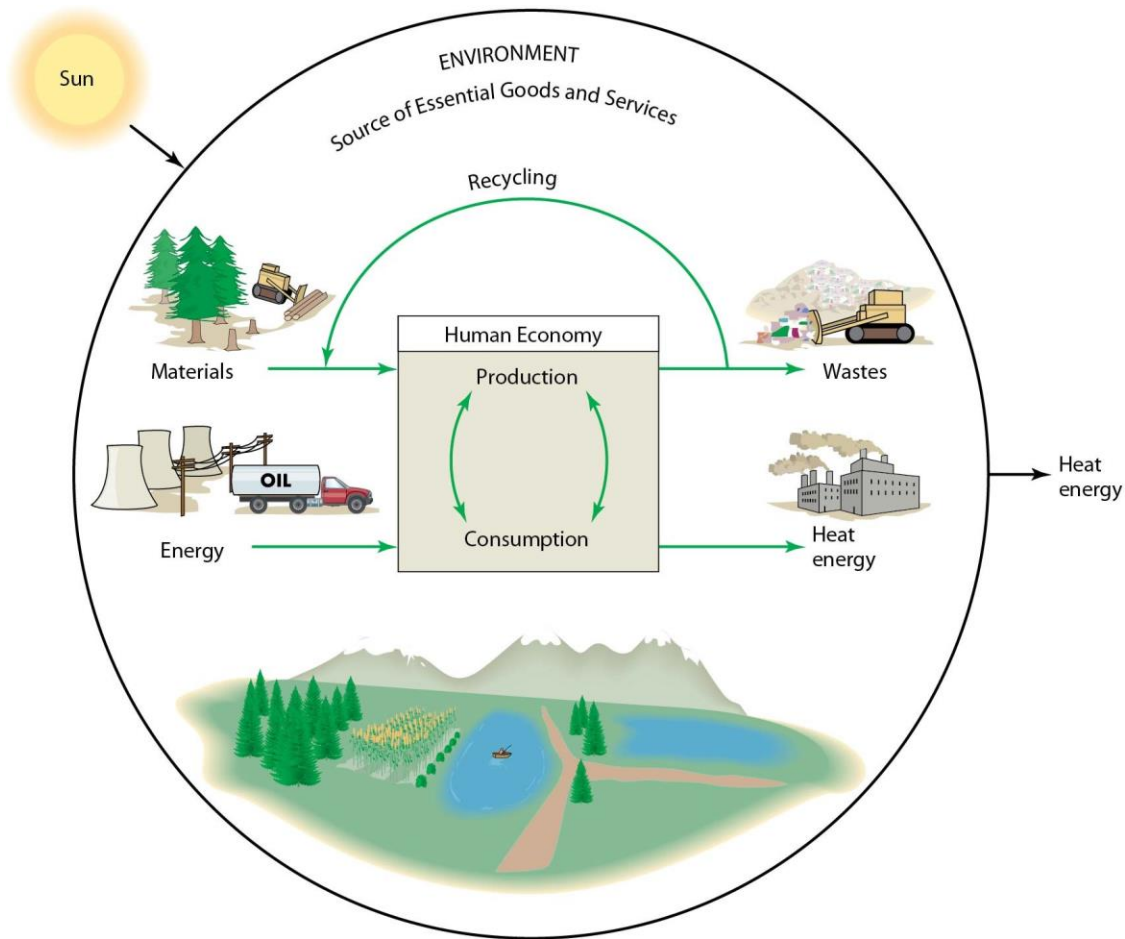 Sun
ENVIRONMENT
Source of Essential Goods and Services
Recycling
Human Economy
Materials
Production
Wastes
OIL
Heat
energy
Energy
Consumption
Heat
energy